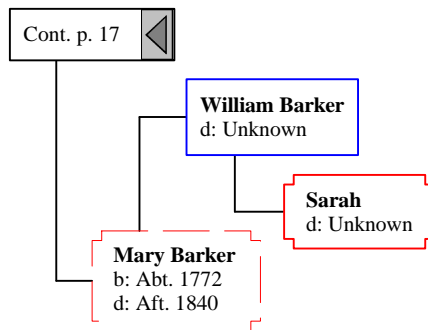 Cont. p. 17
William Barker
d: Unknown
Sarah
d: Unknown
Mary Barker
b: Abt. 1772
d: Aft. 1840